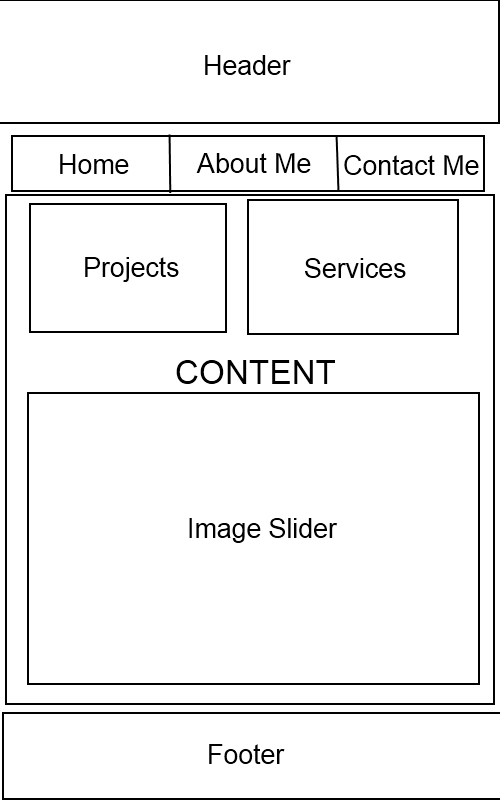 Header
Home
About Me
Contact Me
Projects
Services
CONTENT
Image Slider
Footer